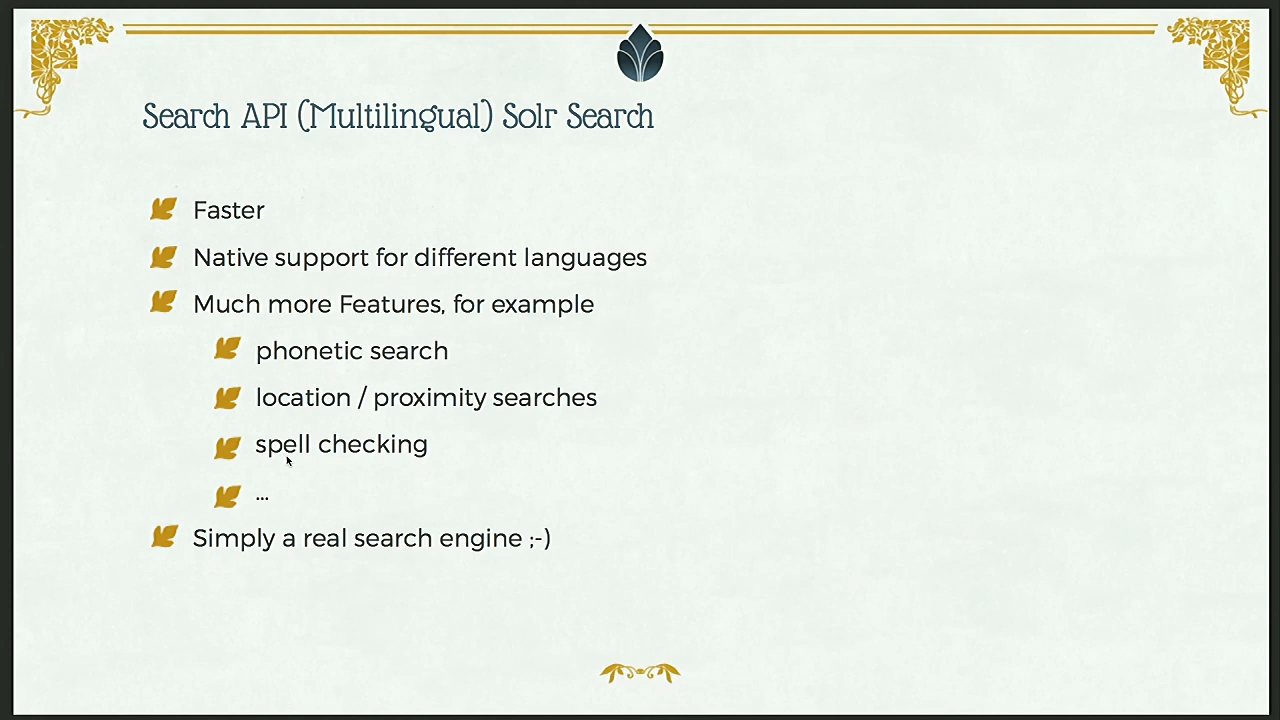 Search API (Multilingual) Solr Search
Faster
Native support for different languages
Much more Features, for example
phonetic search
location / proximity searches
spell checking
...
Simply a real search engine ;-)